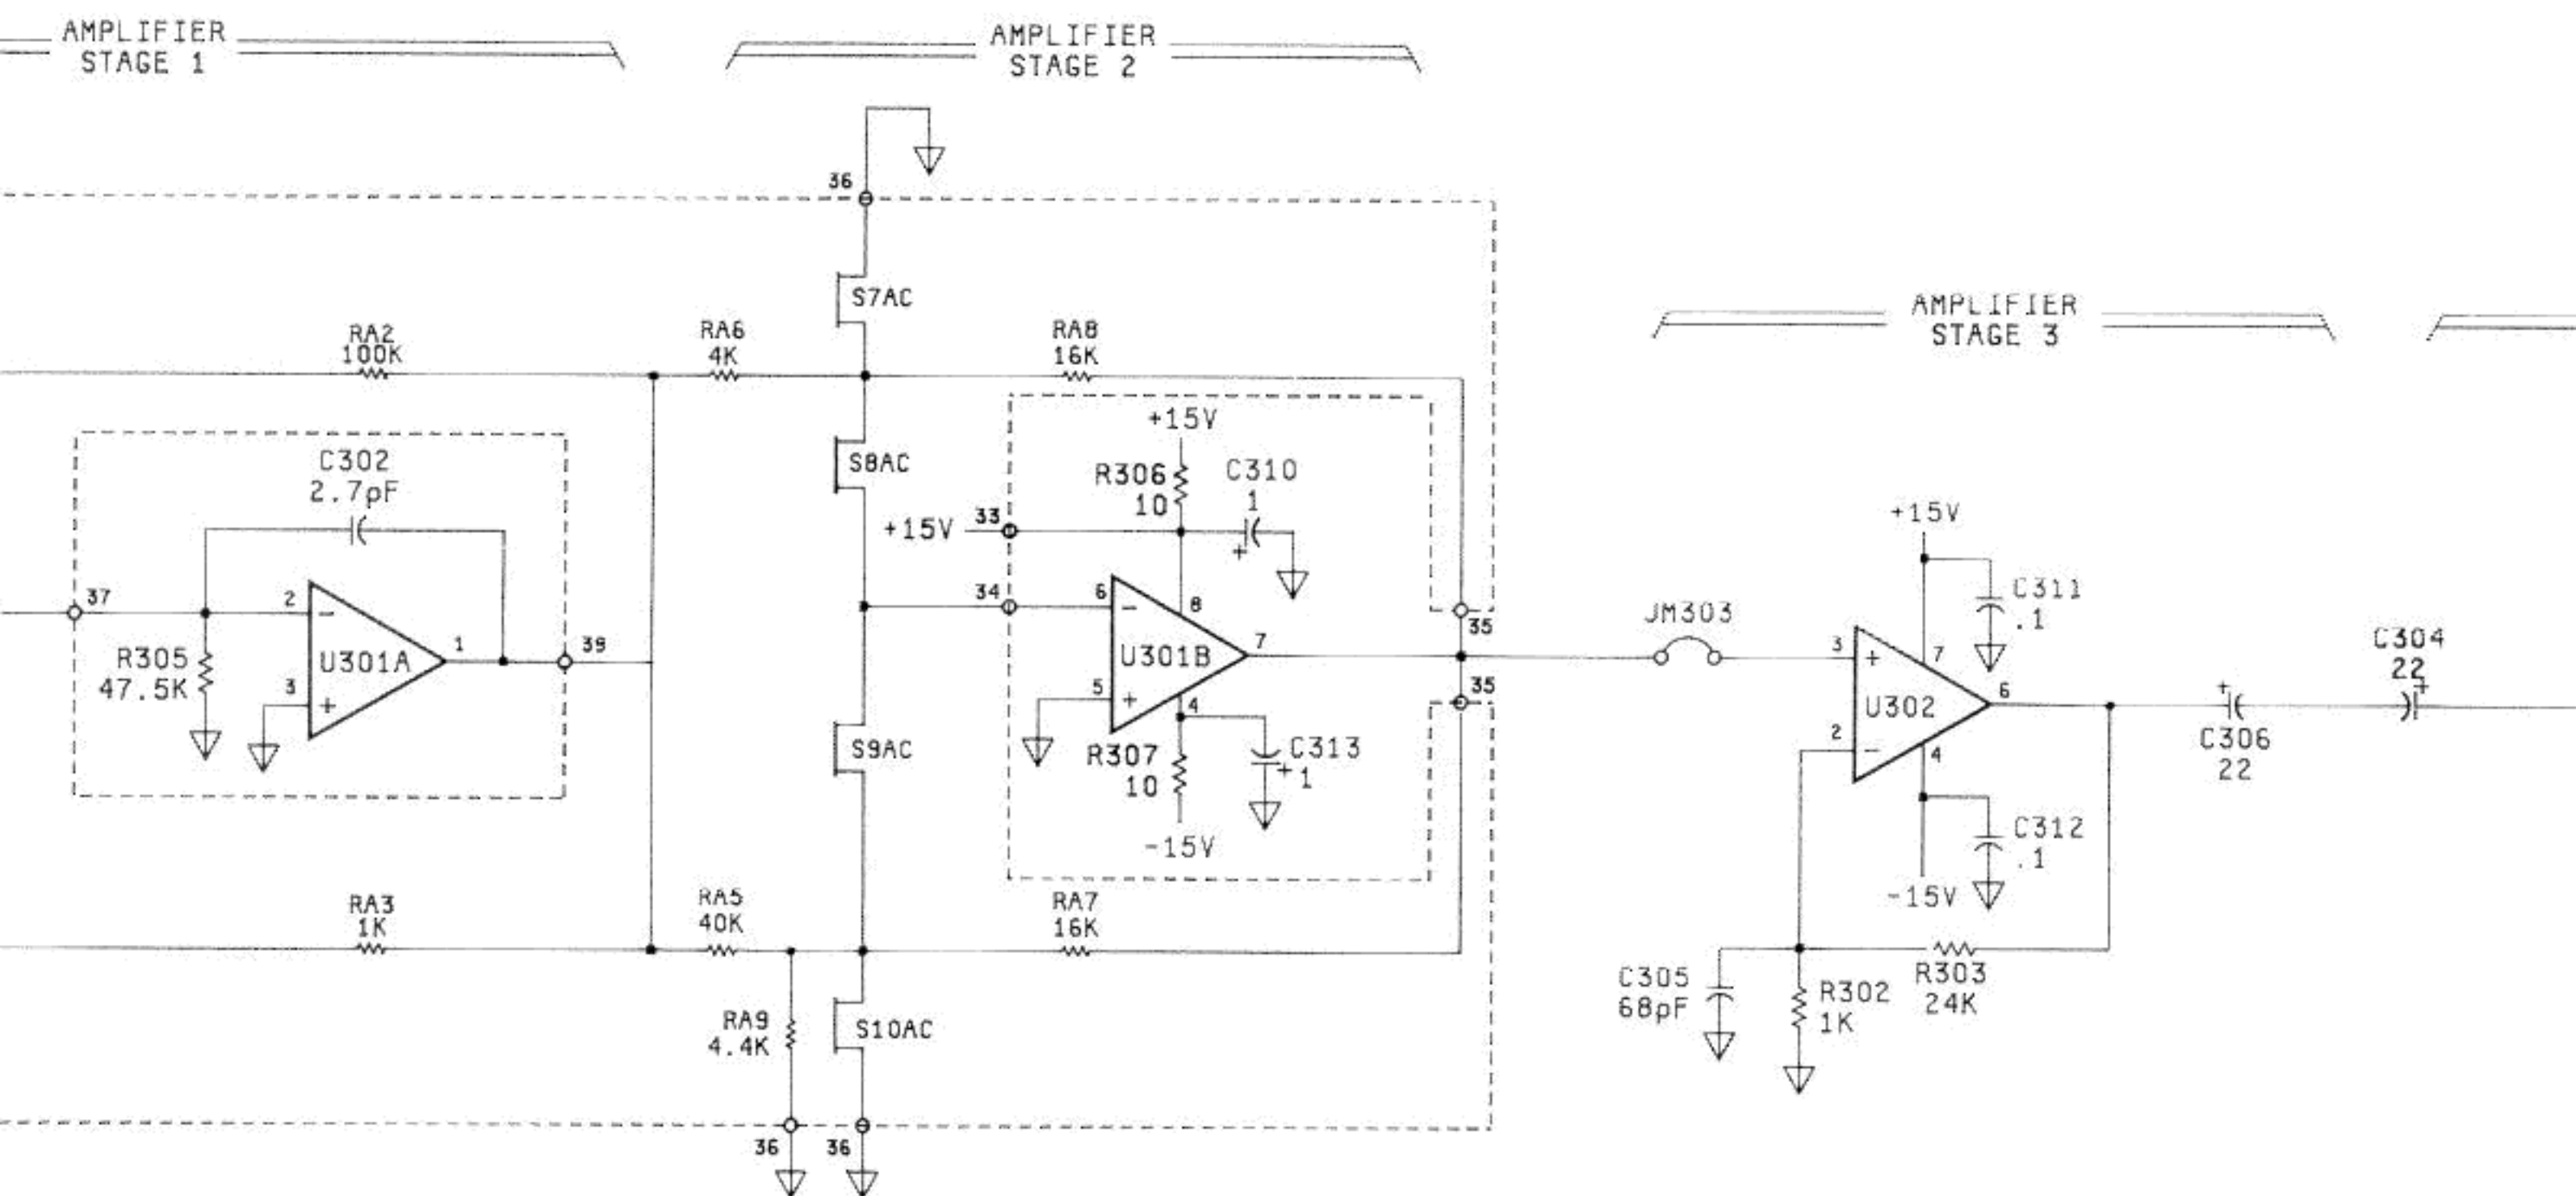 AMPLIFIER
STAGE 1
AMPLIFIER
STAGE 2
36
S7AC
AMPLIFIER
STAGE 3
RA2
100K
RA6
4K
RA8
16K
+15V
C302
2.7pF
S8AC
R306
10
C310
1
+
+15V
33
+15V
37
2
-
34
6
-
8
C311
.1
JM303
35
R305
47.5K
U301A
1
39
U301B
7
3
+
7
C304
22
+
3
+
5
+
4
35
U302
6
+
C306
22
S9AC
R307
10
C313
+
1
2
-
4
-15V
C312
.1
-15V
RA3
1K
RA5
40K
RA7
16K
C305
68pF
R302
1K
R303
24K
RA9
4.4K
S10AC
36
36